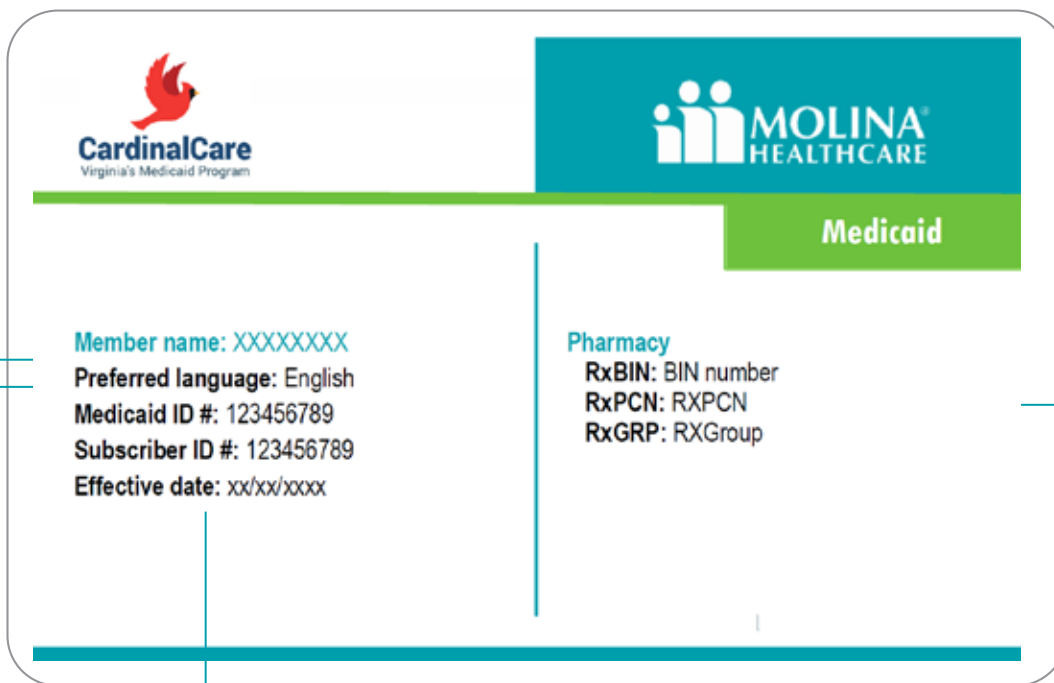 CardinalCare
Virginia's Medicaid Program
MOLINA®
HEALTHCARE
Medicaid
Member name: XXXXXXXX
Preferred language: English
Medicaid ID #: 123456789
Subscriber ID #: 123456789
Effective date: xx/xx/xxxx
Pharmacy
RxBIN: BIN number
RxPCN: RXPCN
RxGRP: RXGroup